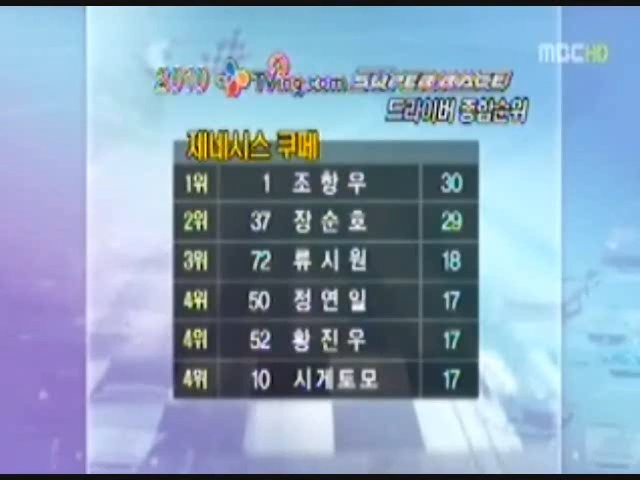 MBC HD
2010 CJ Tving.com SUPERRACE
드라이버 종합순위
제네시스 쿠페
1위 1 조항우 30
2위 37 장순호 29
3위 72 류시원 18
4위 50 정연일 17
4위 52 황진우 17
4위 10 시게토모 17